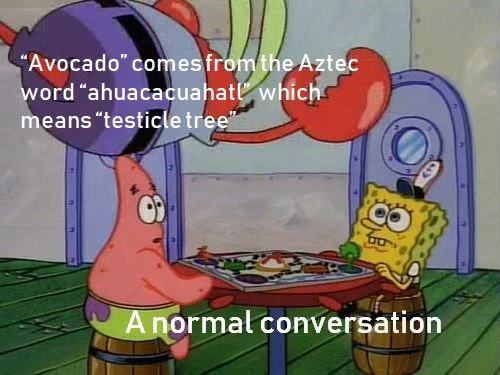 “Avocado” comes from the Aztec
word “ahuacacuahatl” which
means “testicle tree”
A normal conversation